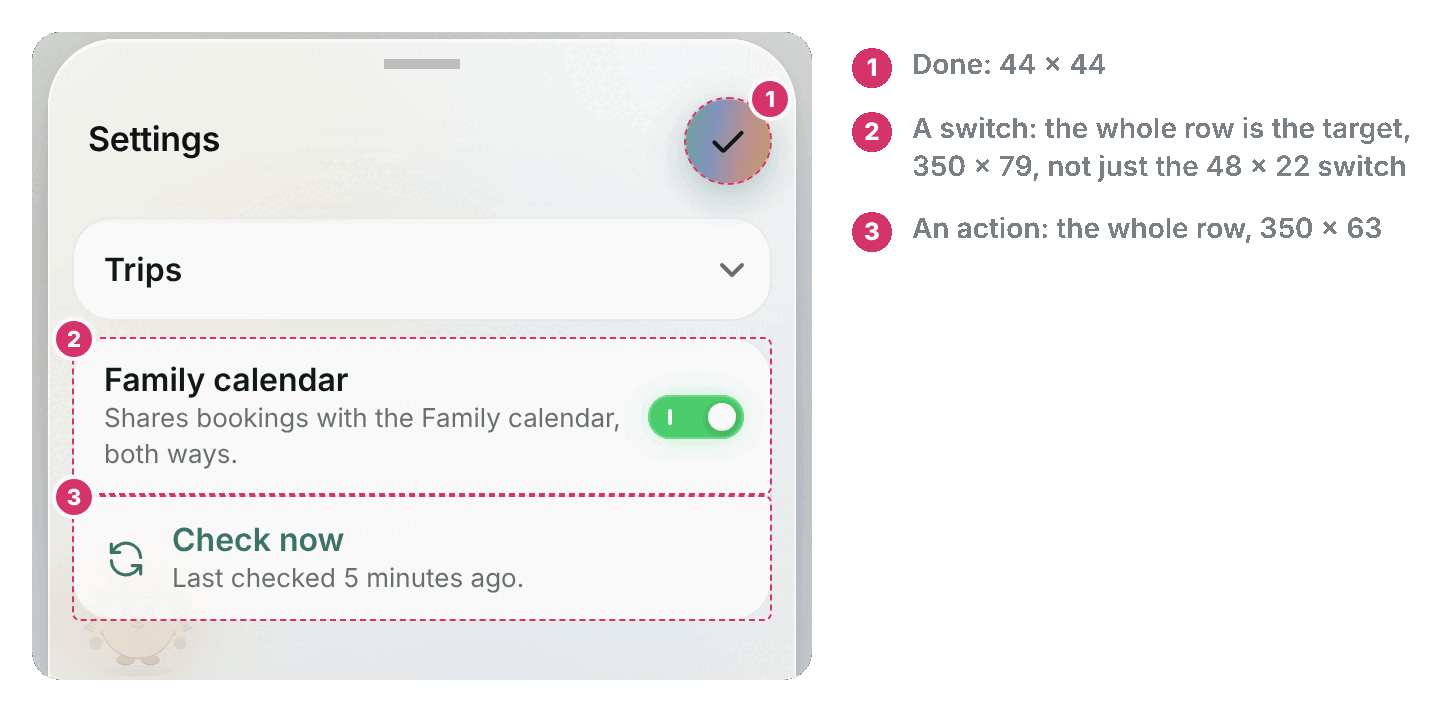 Settings
1
Trips
2
Family calendar
Shares bookings with the Family calendar,
both ways.
3
Check now
Last checked 5 minutes ago.
1 Done: 44 × 44
2 A switch: the whole row is the target,
350 × 79, not just the 48 × 22 switch
3 An action: the whole row, 350 × 63